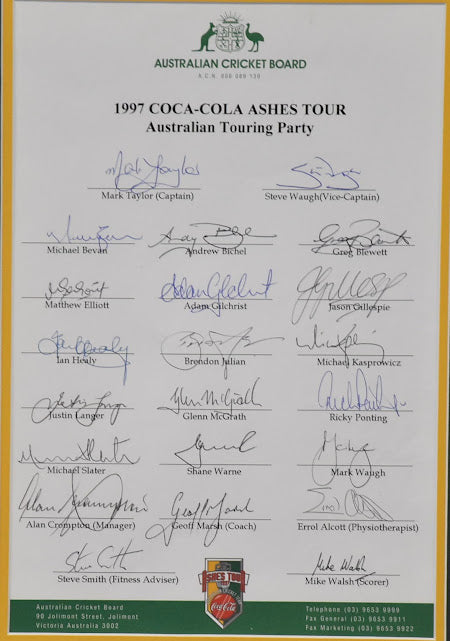 AUSTRALIAN CRICKET BOARD
A.C.N. 006 089 130
1997 COCA-COLA ASHES TOUR
Australian Touring Party
Mark Taylor (Captain) Steve Waugh(Vice-Captain)
Michael Bevan Andrew Bichel Greg Blewett
Matthew Elliott Adam Gilchrist Jason Gillespie
Ian Healy Brendon Julian Michael Kasprowicz
Justin Langer Glenn McGrath Ricky Ponting
Michael Slater Shane Warne Mark Waugh
Alan Crompton (Manager) Geoff Marsh (Coach) Errol Alcott (Physiotherapist)
Steve Smith (Fitness Adviser) Mike Walsh (Scorer)
ASHES TOUR
Coca-Cola
Australian Cricket Board
90 Jolimont Street, Jolimont
Victoria Australia 3002
Telephone (03) 9653 9999
Fax General (03) 9653 9911
Fax Marketing (03) 9653 9922